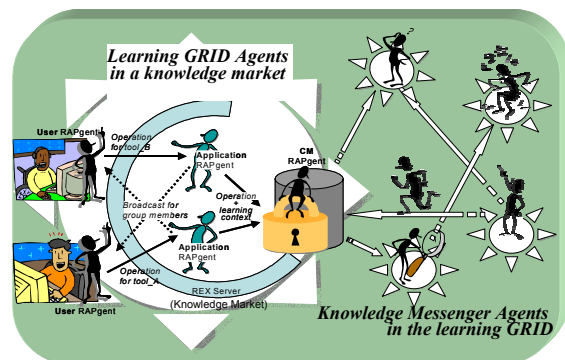 Learning GRID Agents
in a knowledge market
User RAPgent
Operation
for tool_B
Application
RAPgent
CM
RAPgent
Broadcast for
group members
Operation
+
learning
context
Application
RAPgent
Operation
for tool_A
REX Server
(Knowledge Market)
User RAPgent
Knowledge Messenger Agents
in the learning GRID
?